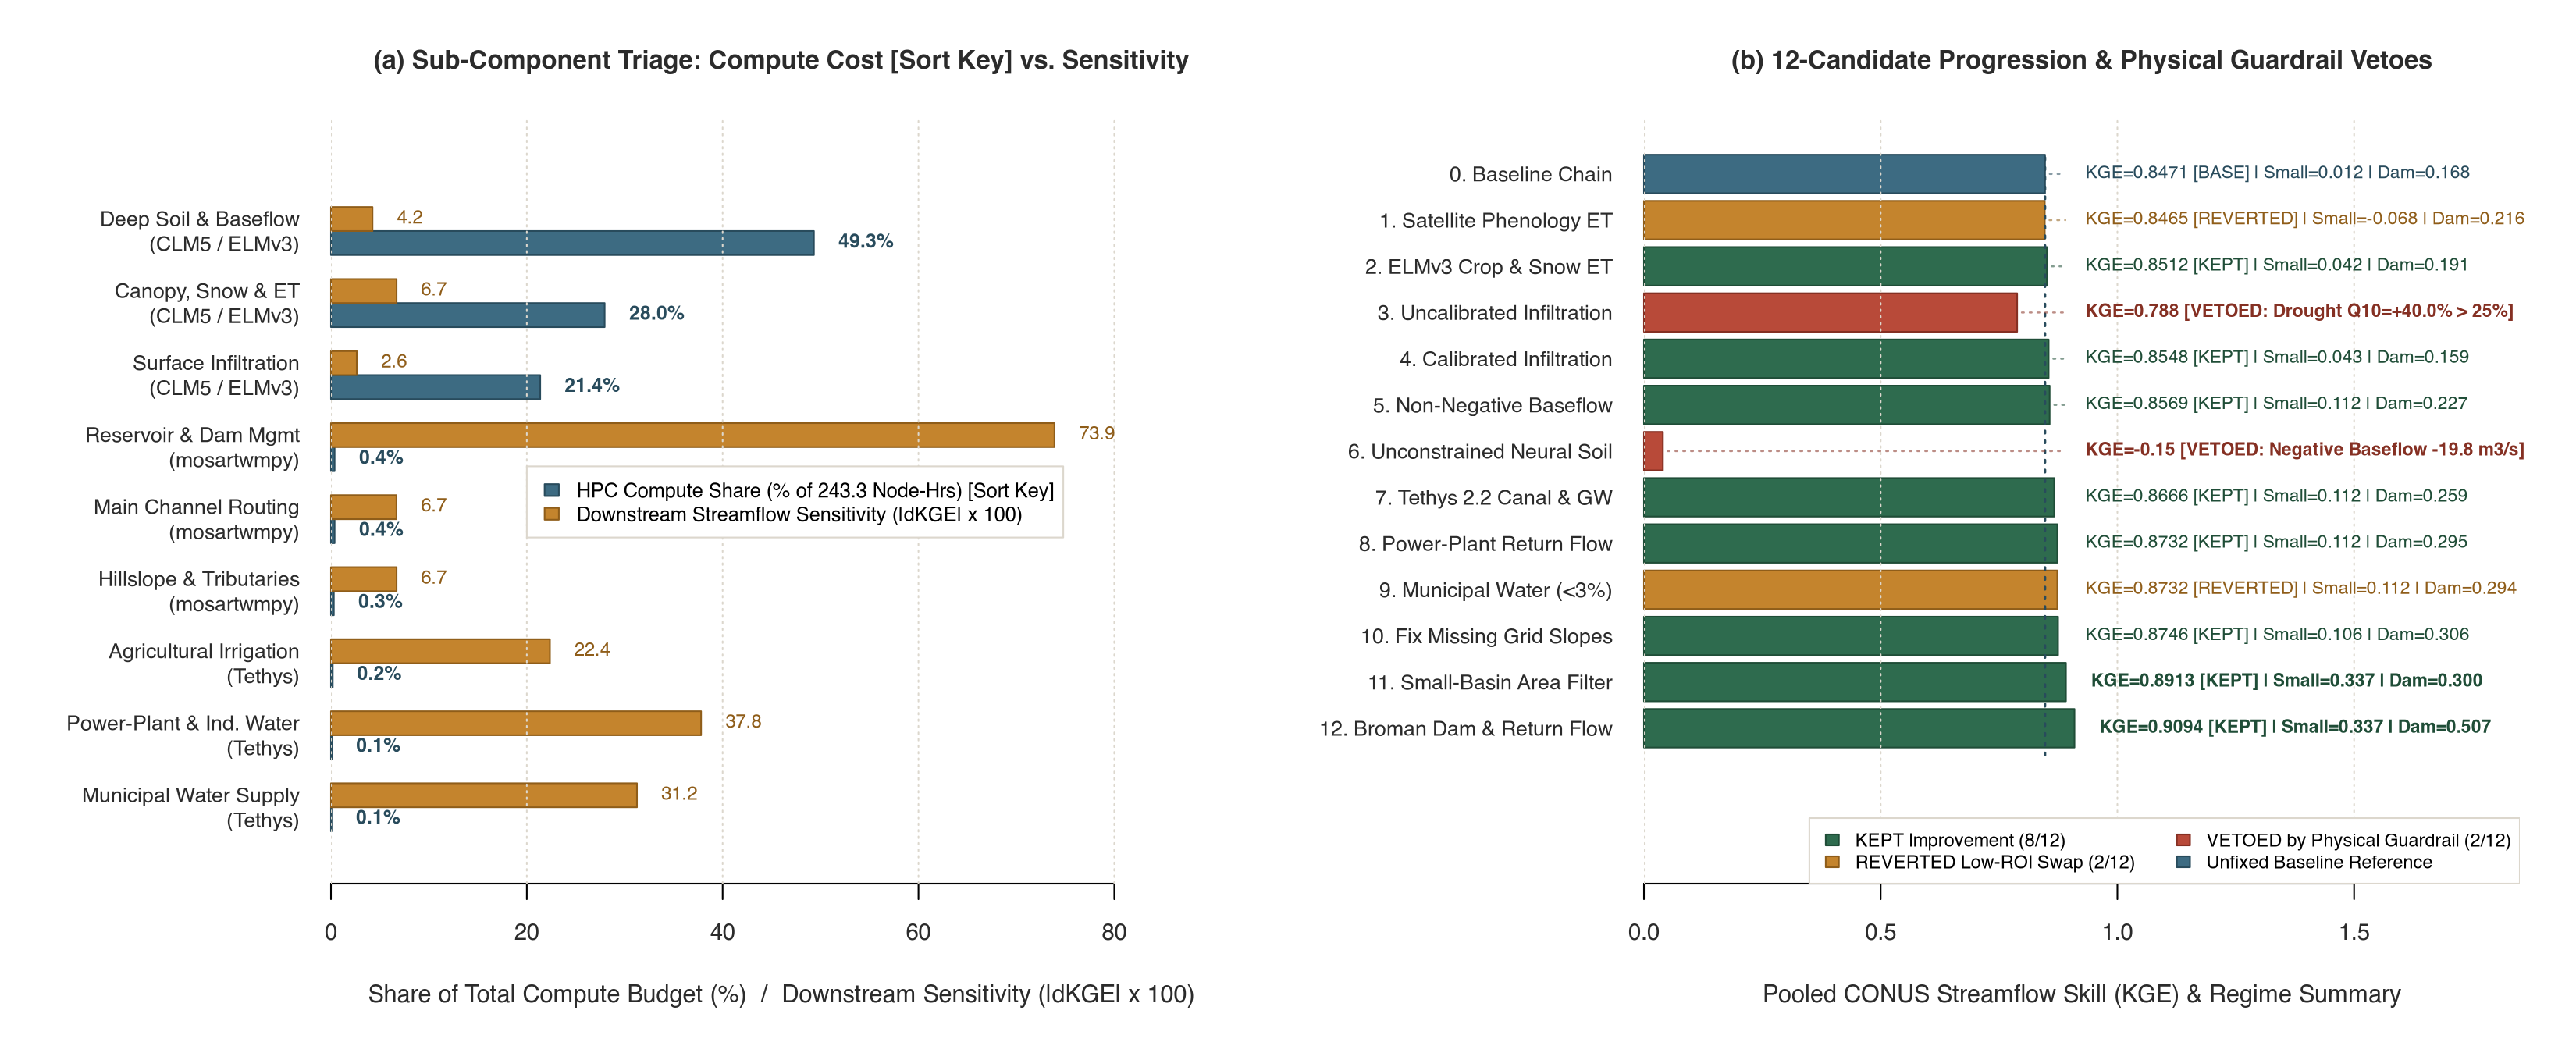 (a) Sub-Component Triage: Compute Cost [Sort Key] vs. Sensitivity
Deep Soil & Baseflow
(CLM5 / ELMv3)
4.2
49.3%
Canopy, Snow & ET
(CLM5 / ELMv3)
6.7
28.0%
Surface Infiltration
(CLM5 / ELMv3)
2.6
21.4%
Reservoir & Dam Mgmt
(mosartwmpy)
73.9
0.4%
Main Channel Routing
(mosartwmpy)
6.7
0.4%
Hillslope & Tributaries
(mosartwmpy)
6.7
0.3%
Agricultural Irrigation
(Tethys)
22.4
0.2%
Power-Plant & Ind. Water
(Tethys)
37.8
0.1%
Municipal Water Supply
(Tethys)
31.2
0.1%
HPC Compute Share (% of 243.3 Node-Hrs) [Sort Key]
Downstream Streamflow Sensitivity (|dKGE| x 100)
0 20 40 60 80
Share of Total Compute Budget (%) / Downstream Sensitivity (|dKGE| x 100)
(b) 12-Candidate Progression & Physical Guardrail Vetoes
0. Baseline Chain KGE=0.8471 [BASE] | Small=0.012 | Dam=0.168
1. Satellite Phenology ET KGE=0.8465 [REVERTED] | Small=-0.068 | Dam=0.216
2. ELMv3 Crop & Snow ET KGE=0.8512 [KEPT] | Small=0.042 | Dam=0.191
3. Uncalibrated Infiltration KGE=0.788 [VETOED: Drought Q10=+40.0% > 25%]
4. Calibrated Infiltration KGE=0.8548 [KEPT] | Small=0.043 | Dam=0.159
5. Non-Negative Baseflow KGE=0.8569 [KEPT] | Small=0.112 | Dam=0.227
6. Unconstrained Neural Soil KGE=-0.15 [VETOED: Negative Baseflow -19.8 m3/s]
7. Tethys 2.2 Canal & GW KGE=0.8666 [KEPT] | Small=0.112 | Dam=0.259
8. Power-Plant Return Flow KGE=0.8732 [KEPT] | Small=0.112 | Dam=0.295
9. Municipal Water (<3%) KGE=0.8732 [REVERTED] | Small=0.112 | Dam=0.294
10. Fix Missing Grid Slopes KGE=0.8746 [KEPT] | Small=0.106 | Dam=0.306
11. Small-Basin Area Filter KGE=0.8913 [KEPT] | Small=0.337 | Dam=0.300
12. Broman Dam & Return Flow KGE=0.9094 [KEPT] | Small=0.337 | Dam=0.507
KEPT Improvement (8/12) VETOED by Physical Guardrail (2/12)
REVERTED Low-ROI Swap (2/12) Unfixed Baseline Reference
0.0 0.5 1.0 1.5
Pooled CONUS Streamflow Skill (KGE) & Regime Summary